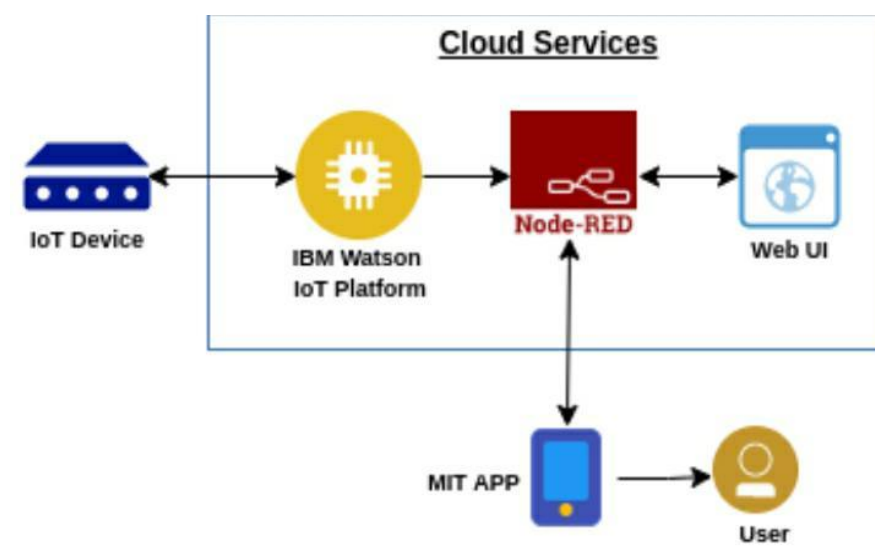 Cloud Services
IoT Device
IBM Watson
IoT Platform
Node-RED
Web UI
MIT APP
User